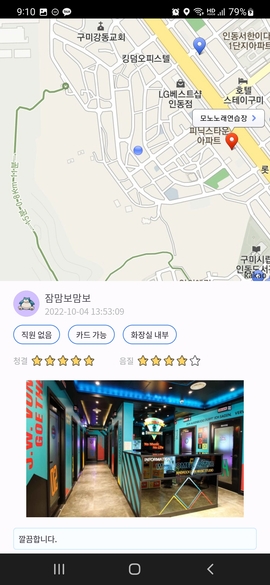 9:10
79%
구미강동교회
인동서한이다
1단지아파트
킹덤오피스텔
LG베스트샵
인동점
호텔
스테이구미
모노노래연습장 >
피닉스타운
아파트
롯
구미시립
인동도서
잠맘보맘보
2022-10-04 13:53:09
직원 없음
카드 가능
화장실 내부
청결
음질
J.W. VON
GOETHE
INFORMATION
깔끔합니다.